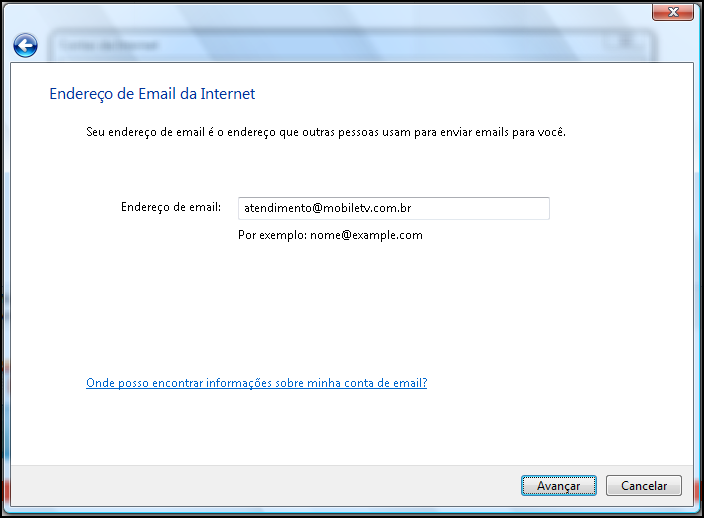 Contas da Internet
Endereço de Email da Internet
Seu endereço de email é o endereço que outras pessoas usam para enviar emails para você.
Endereço de email: atendimento@mobiletv.com.br
Por exemplo: nome@example.com
Onde posso encontrar informações sobre minha conta de email?
Avançar Cancelar